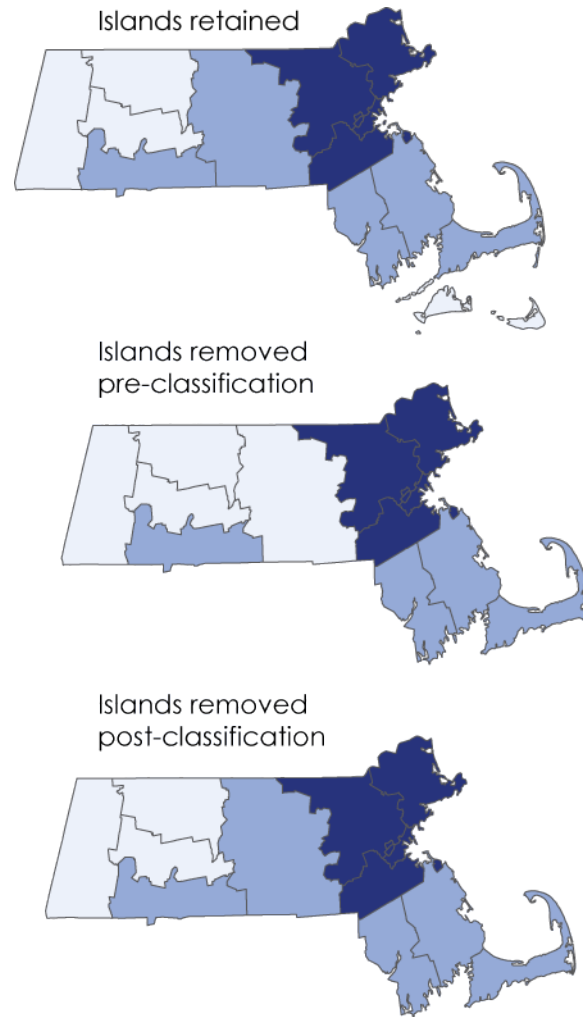 Islands retained
Islands removed
pre-classification
Islands removed
post-classification